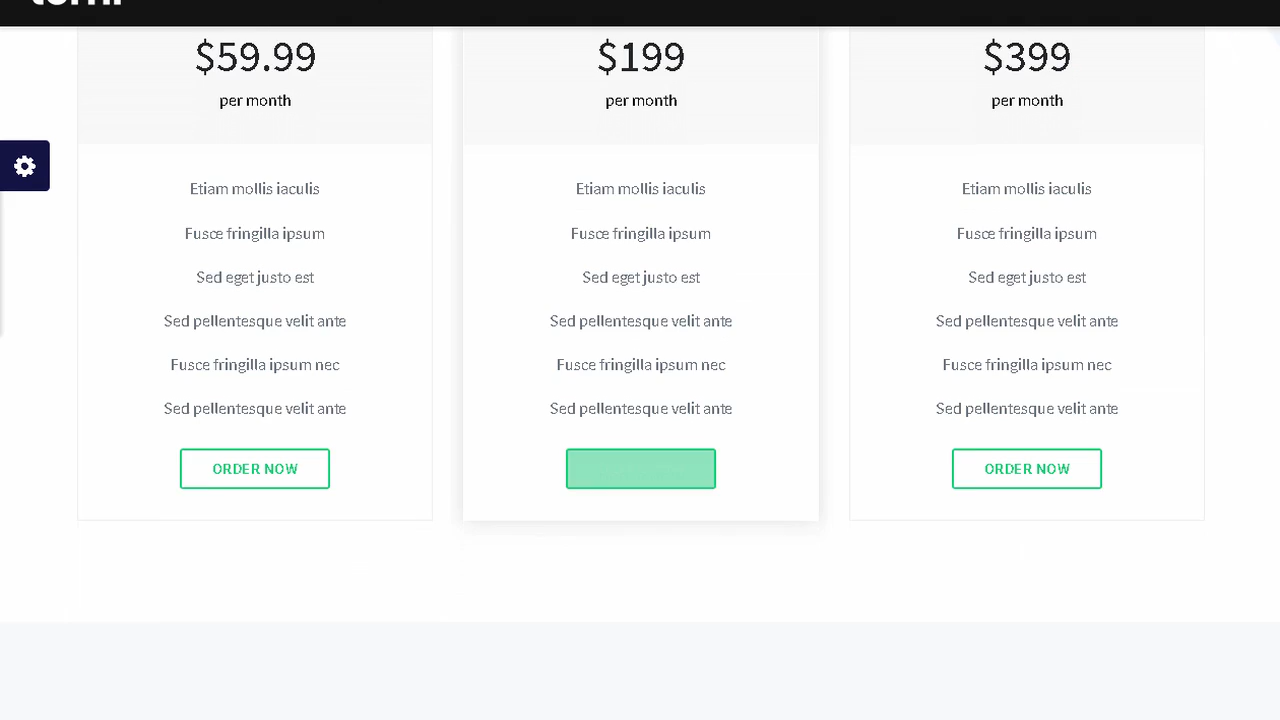 $59.99
per month
Etiam mollis iaculis
Fusce fringilla ipsum
Sed eget justo est
Sed pellentesque velit ante
Fusce fringilla ipsum nec
Sed pellentesque velit ante
ORDER NOW
$199
per month
Etiam mollis iaculis
Fusce fringilla ipsum
Sed eget justo est
Sed pellentesque velit ante
Fusce fringilla ipsum nec
Sed pellentesque velit ante
$399
per month
Etiam mollis iaculis
Fusce fringilla ipsum
Sed eget justo est
Sed pellentesque velit ante
Fusce fringilla ipsum nec
Sed pellentesque velit ante
ORDER NOW